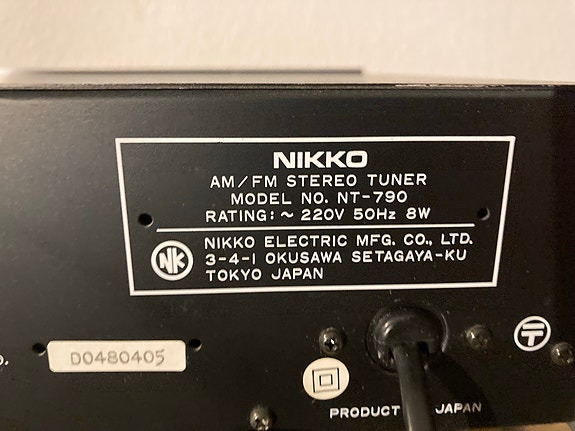 NIKKO
AM/FM STEREO TUNER
MODEL NO. NT-790
RATING: ~ 220V 50Hz 8W
NK
NIKKO ELECTRIC MFG. CO., LTD.
3-4-1 OKUSAWA SETAGAYA-KU
TOKYO JAPAN
O.
D0480405
PRODUCT JAPAN